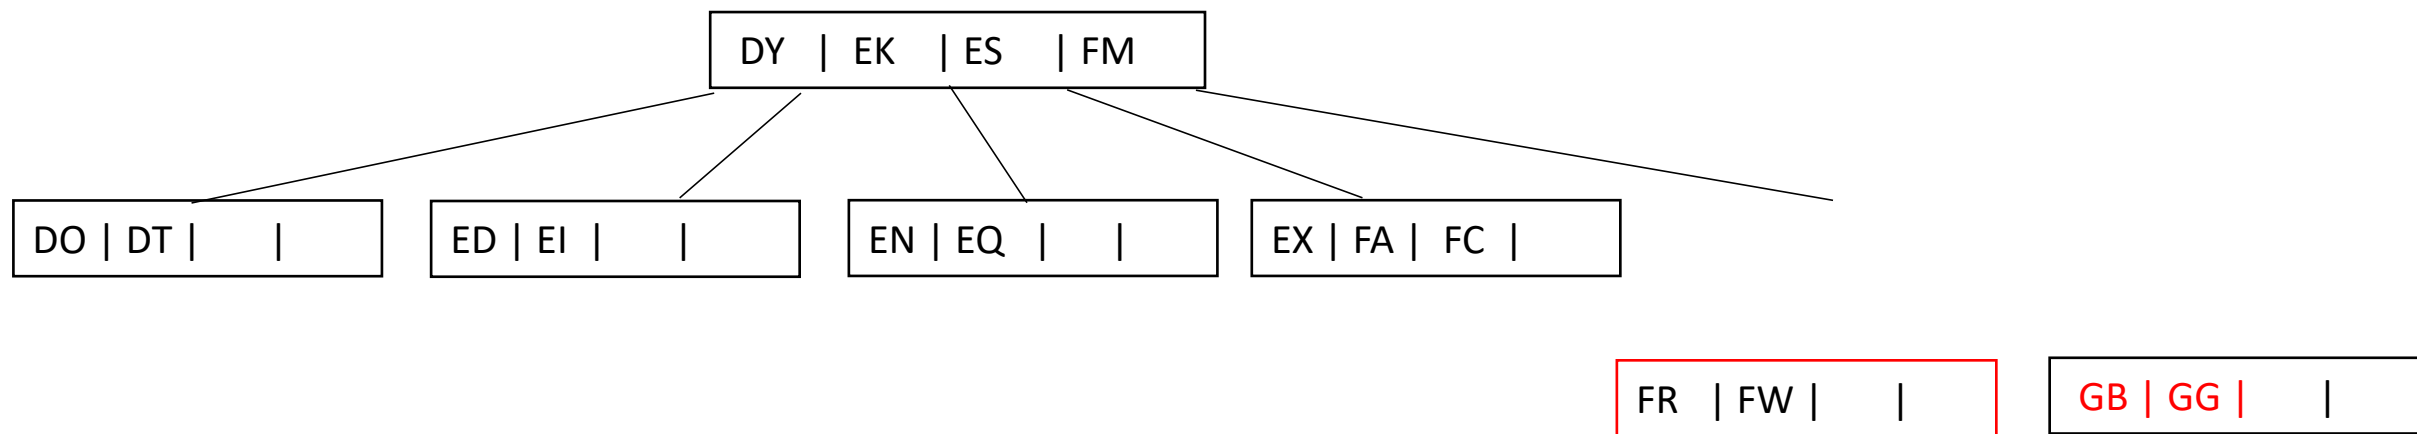 DY | EK | ES | FM
DO | DT | |
ED | EI | |
EN | EQ | |
EX | FA | FC |
FR | FW | |
GB | GG | |